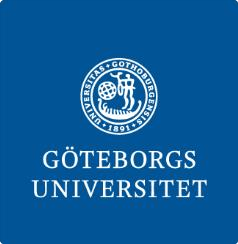 UNIVERSITAS • GOTHOBURGENSIS
• 1891 •
GÖTEBORGS
UNIVERSITET